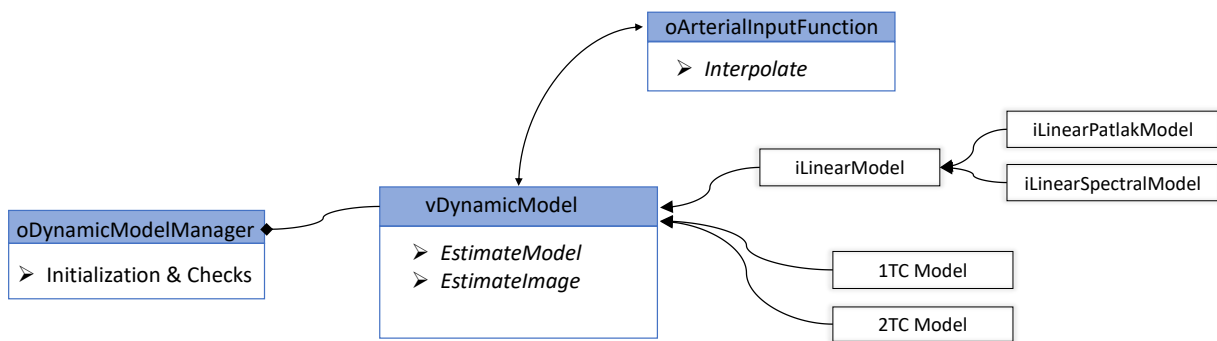 oArterialInputFunction
➢ Interpolate
iLinearPatlakModel
iLinearModel
iLinearSpectralModel
vDynamicModel
➢ EstimateModel
➢ EstimateImage
oDynamicModelManager
➢ Initialization & Checks
1TC Model
2TC Model